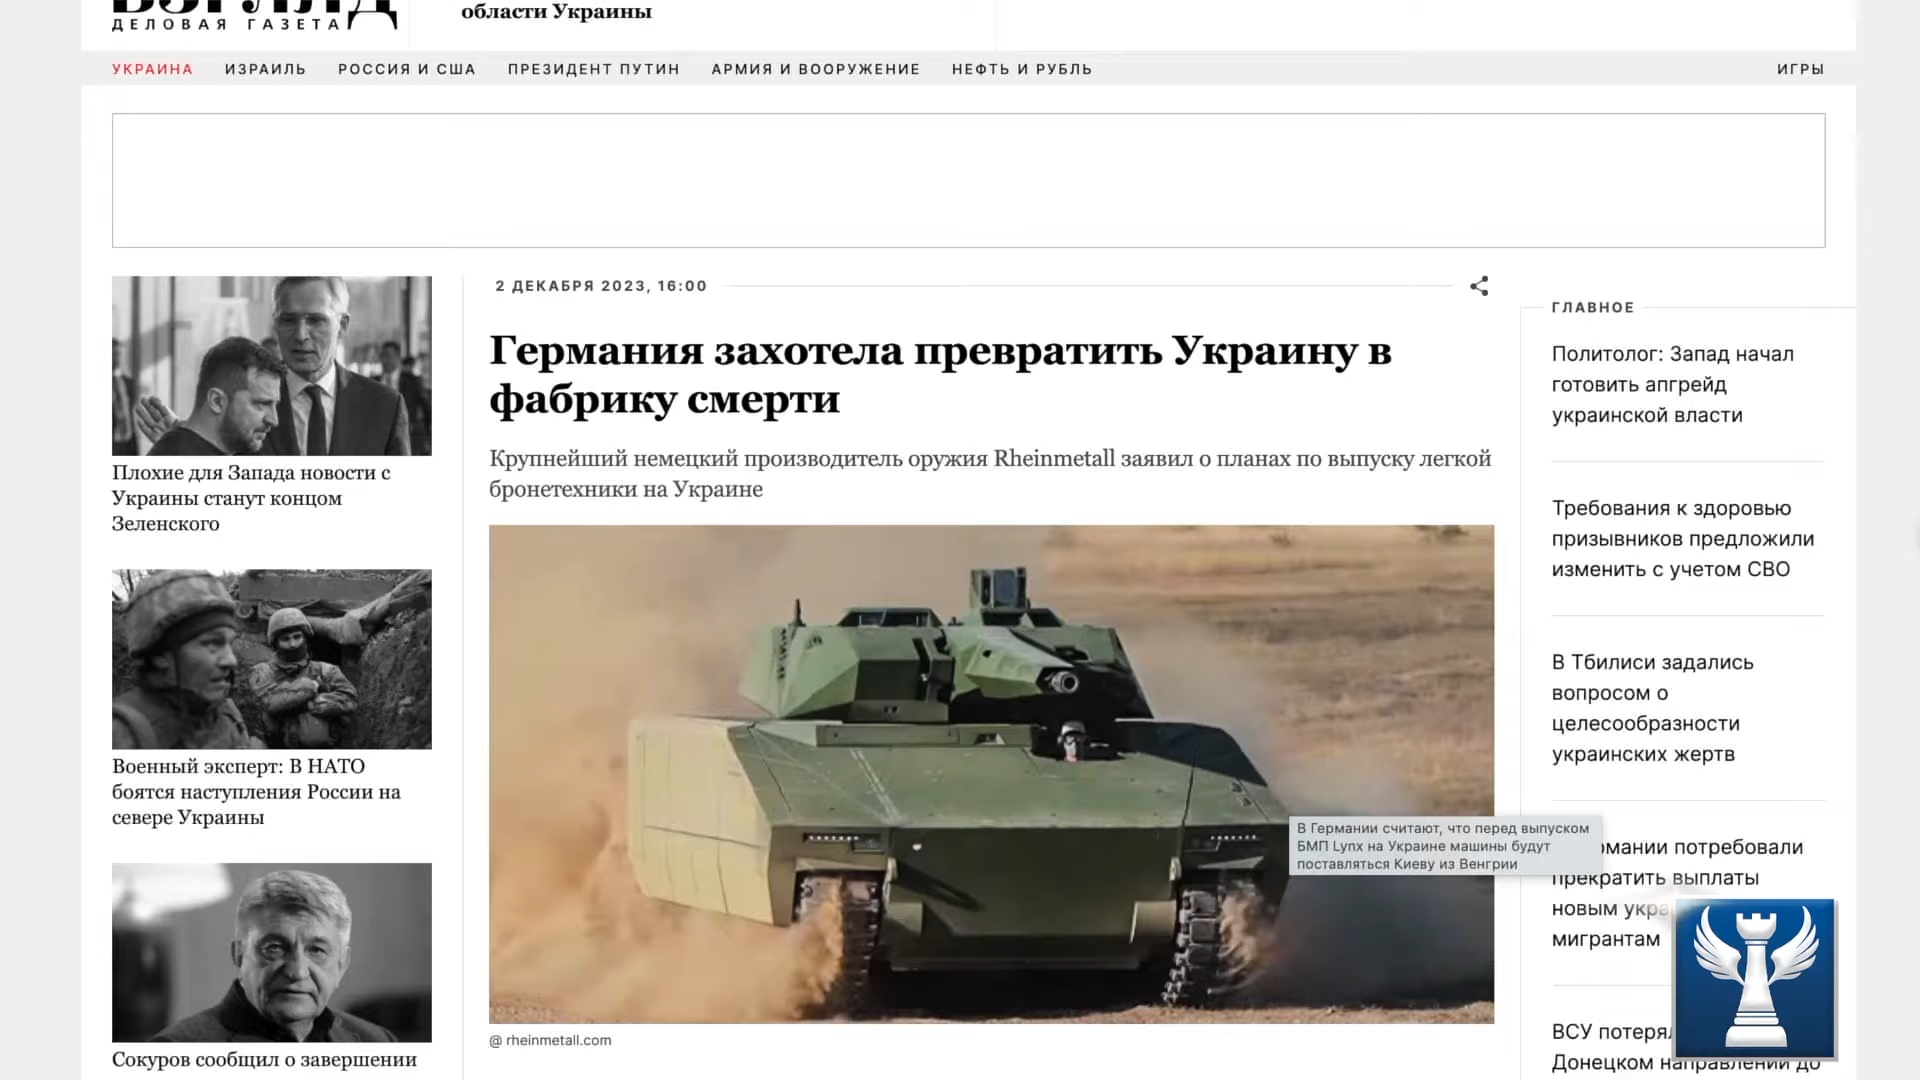 ВЗГЛЯД
ДЕЛОВАЯ ГАЗЕТА
области Украины
УКРАИНА
ИЗРАИЛЬ
РОССИЯ И США
ПРЕЗИДЕНТ ПУТИН
АРМИЯ И ВООРУЖЕНИЕ
НЕФТЬ И РУБЛЬ
ИГРЫ
Плохие для Запада новости с
Украины станут концом
Зеленского
Военный эксперт: В НАТО
боятся наступления России на
севере Украины
Сокуров сообщил о завершении
2 ДЕКАБРЯ 2023, 16:00
Германия захотела превратить Украину в
фабрику смерти
Крупнейший немецкий производитель оружия Rheinmetall заявил о планах по выпуску легкой
бронетехники на Украине
В Германии считают, что перед выпуском
БМП Lynx на Украине машины будут
поставляться Киеву из Венгрии
@ rheinmetall.com
ГЛАВНОЕ
Политолог: Запад начал
готовить апгрейд
украинской власти
Требования к здоровью
призывников предложили
изменить с учетом СВО
В Тбилиси задались
вопросом о
целесообразности
украинских жертв
потребовали
прекратить выплаты
новым
мигрантам
ВСУ
Донецком направлении до